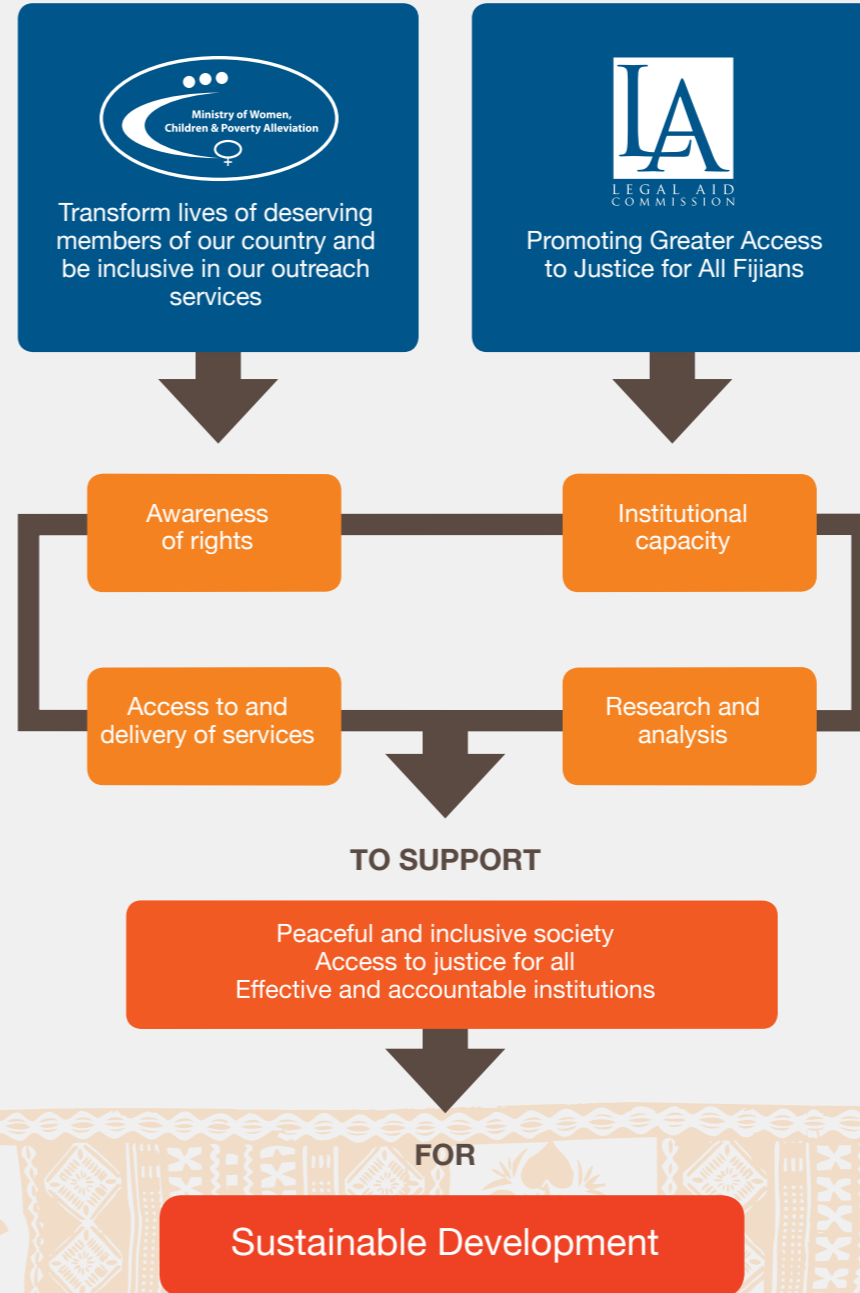 Ministry of Women,
Children & Poverty Alleviation
Transform lives of deserving
members of our country and
be inclusive in our outreach
services
LA
LEGAL AID
COMMISSION
Promoting Greater Access
to Justice for All Fijians
Awareness
of rights
Institutional
capacity
Access to and
delivery of services
Research and
analysis
TO SUPPORT
Peaceful and inclusive society
Access to justice for all
Effective and accountable institutions
FOR
Sustainable Development